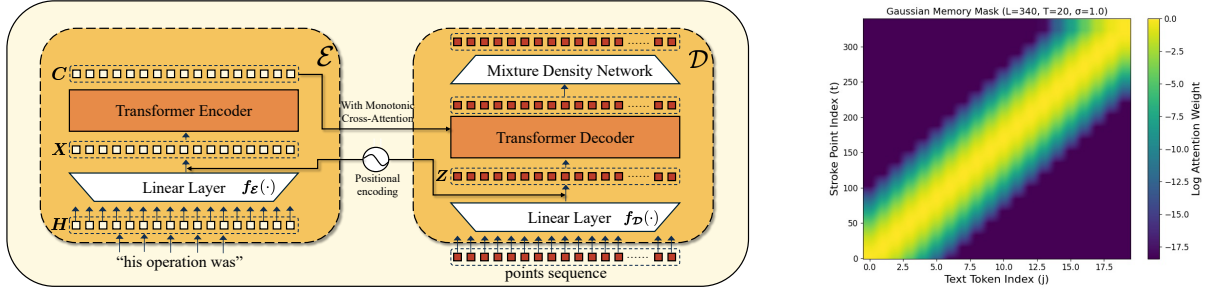 ℰ
C
Transformer Encoder
X
Linear Layer f_ℰ(·)
H
“his operation was”
With Monotonic
Cross-Attention
Positional
encoding
𝒟
......
Mixture Density Network
......
Transformer Decoder
Z
......
Linear Layer f_𝒟(·)
......
points sequence
Gaussian Memory Mask (L=340, T=20, σ=1.0)
Stroke Point Index (t)
300
250
200
150
100
50
0
0.0 2.5 5.0 7.5 10.0 12.5 15.0 17.5
Text Token Index (j)
0.0
−2.5
−5.0
−7.5
−10.0
−12.5
−15.0
−17.5
Log Attention Weight